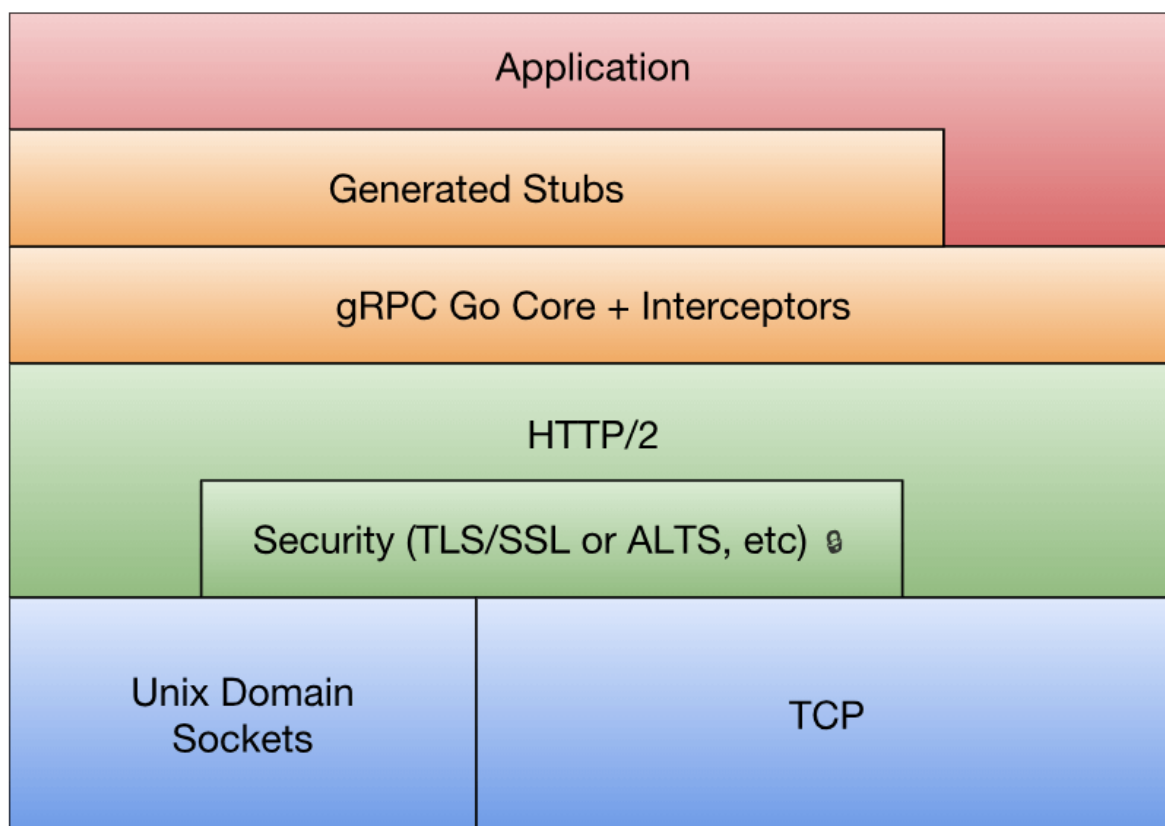 Application
Generated Stubs
gRPC Go Core + Interceptors
HTTP/2
Security (TLS/SSL or ALTS, etc) 🔒
Unix Domain
Sockets
TCP